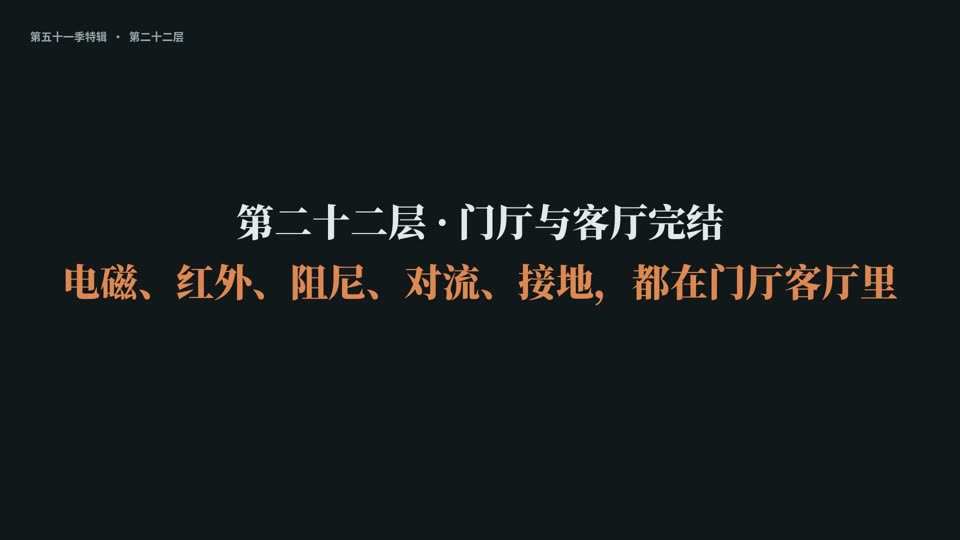 第五十一季特辑 · 第二十二层
第二十二层 · 门厅与客厅完结
电磁、红外、阻尼、对流、接地，都在门厅客厅里